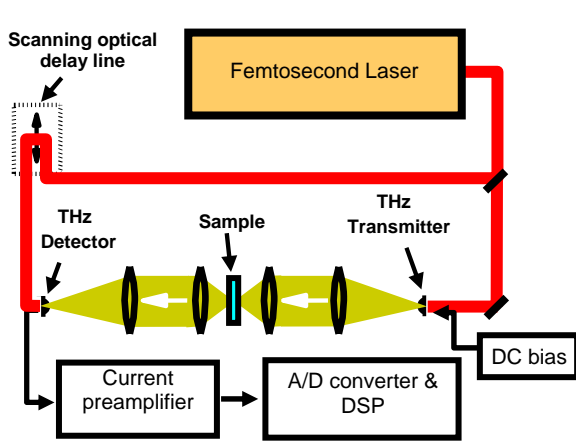 Scanning optical
delay line
Femtosecond Laser
THz
Detector
Sample
THz
Transmitter
DC bias
Current
preamplifier
A/D converter &
DSP